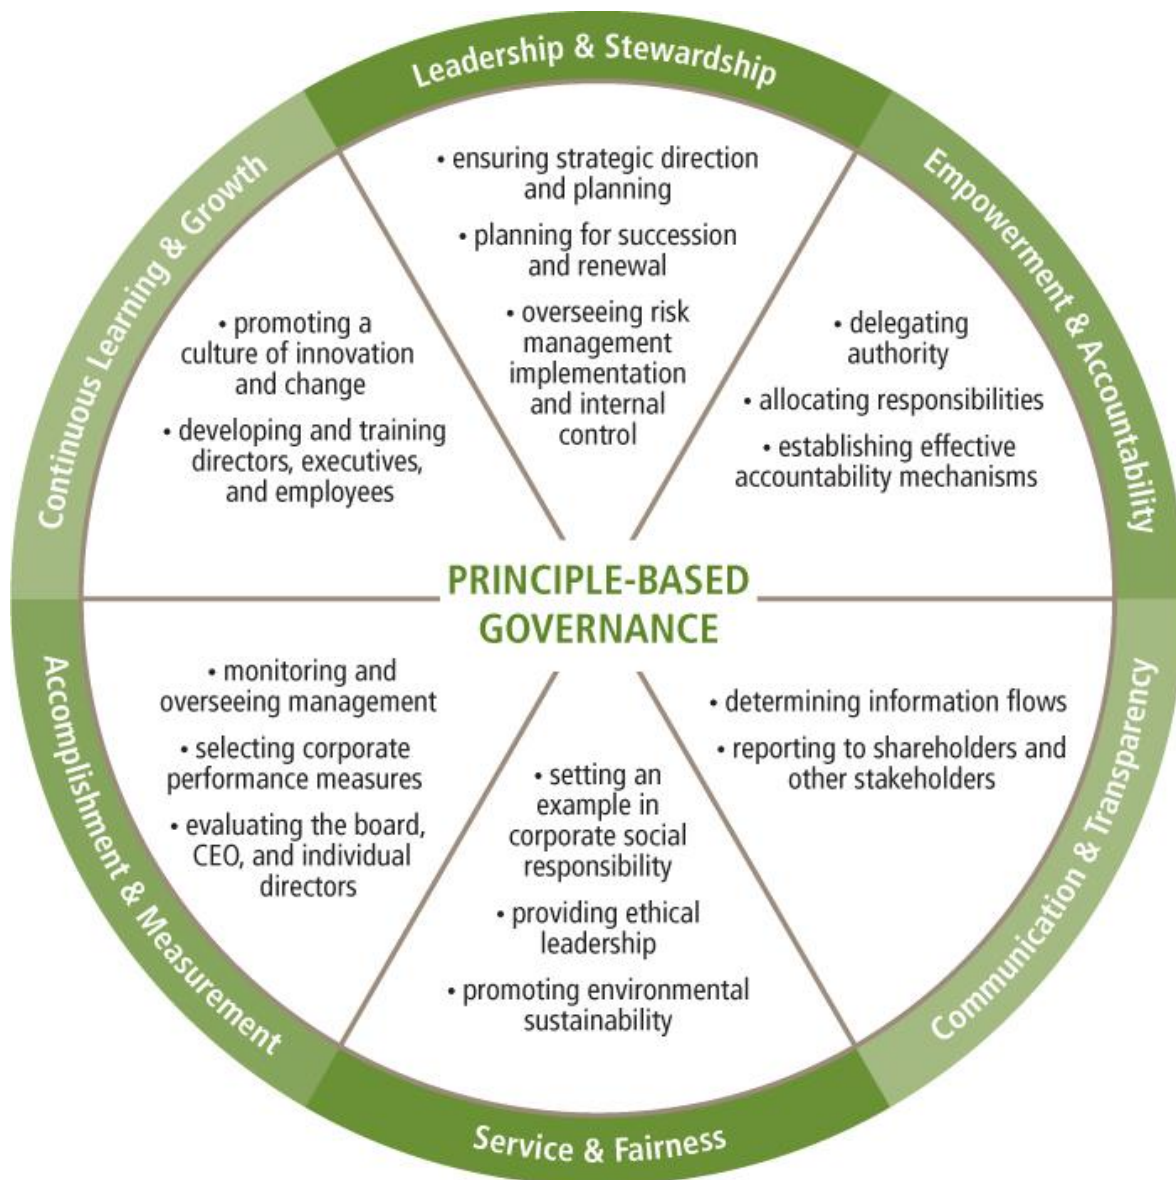 Leadership & Stewardship
• ensuring strategic direction
and planning
• planning for succession
and renewal
• overseeing risk
management
implementation
and internal
control
Empowerment & Accountability
• delegating
authority
• allocating responsibilities
• establishing effective
accountability mechanisms
Communication & Transparency
• determining information flows
• reporting to shareholders and
other stakeholders
Service & Fairness
• setting an
example in
corporate social
responsibility
• providing ethical
leadership
• promoting environmental
sustainability
Accomplishment & Measurement
• monitoring and
overseeing management
• selecting corporate
performance measures
• evaluating the board,
CEO, and individual
directors
Continuous Learning & Growth
• promoting a
culture of innovation
and change
• developing and training
directors, executives,
and employees
PRINCIPLE-BASED
GOVERNANCE